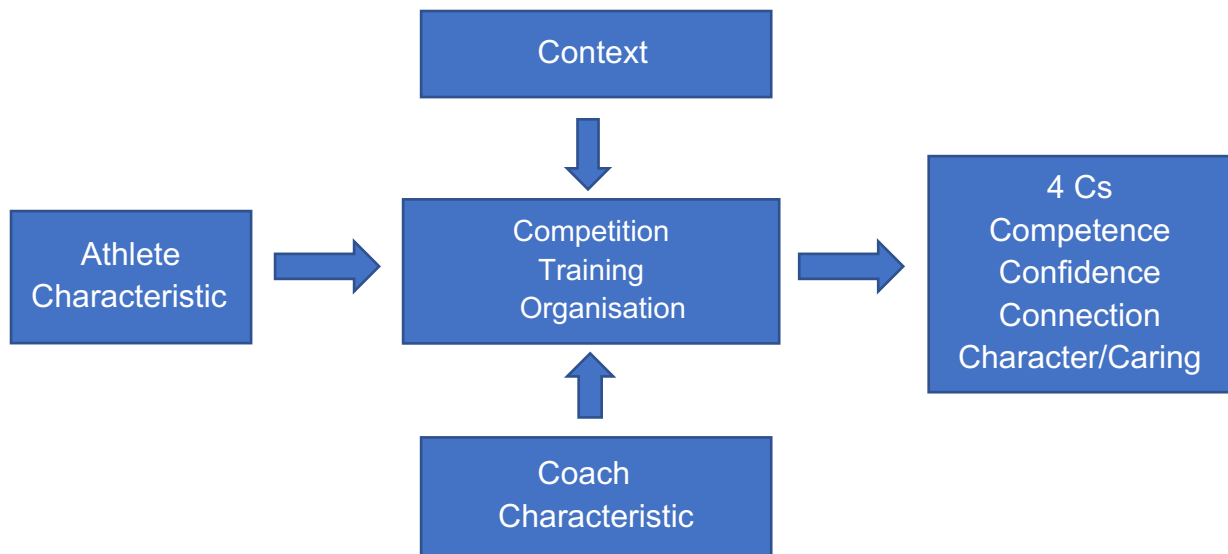 Context
Athlete
Characteristic
Competition
Training
Organisation
4 Cs
Competence
Confidence
Connection
Character/Caring
Coach
Characteristic